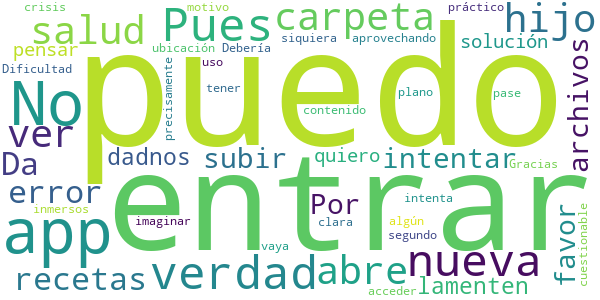 crisis
motivo
práctico
salud
Pues
carpeta
hijo
pensar
ubicación
Debería
siquiera
aprovechando
solución
Dificultad
puedo
uso
tener
plano
pase
No
precisamente
contenido
archivos
ver
Da
dadnos
subir
quiero
intentar
Gracias
error
entrar
inmersos
Por
intenta
favor
cuestionable
app
imaginar
clara
algún
segundo
nueva
verdad
vaya
abre
recetas
acceder
lamenten